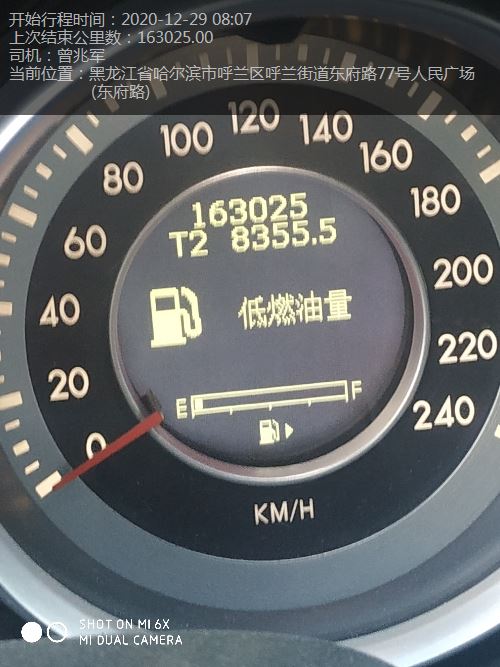 开始行程时间：2020-12-29 08:07
上次结束公里数：163025.00
司机：曾兆军
当前位置：黑龙江省哈尔滨市呼兰区呼兰街道东府路77号人民广场
(东府路)
0
20
40
60
80
100
120
140
160
180
200
220
240
163025
T2 8355.5
低燃油量
E F
KM/H
SHOT ON MI 6X
MI DUAL CAMERA